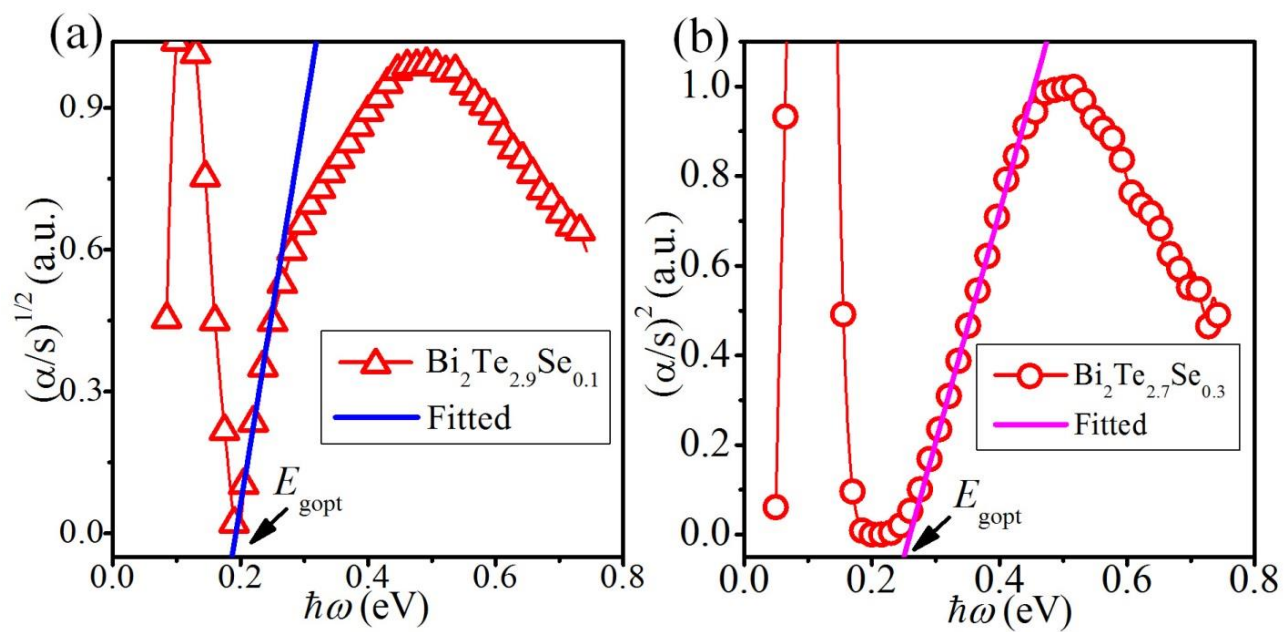 (a)
(α/s)^1/2 (a.u.)
0.9
0.6
0.3
0.0
Bi₂Te₂.₉Se₀.₁
Fitted
E_gopt
0.0 0.2 0.4 0.6 0.8
ℏω (eV)
(b)
(α/s)² (a.u.)
1.0
0.8
0.6
0.4
0.2
0.0
Bi₂Te₂.₇Se₀.₃
Fitted
E_gopt
0.0 0.2 0.4 0.6 0.8
ℏω (eV)